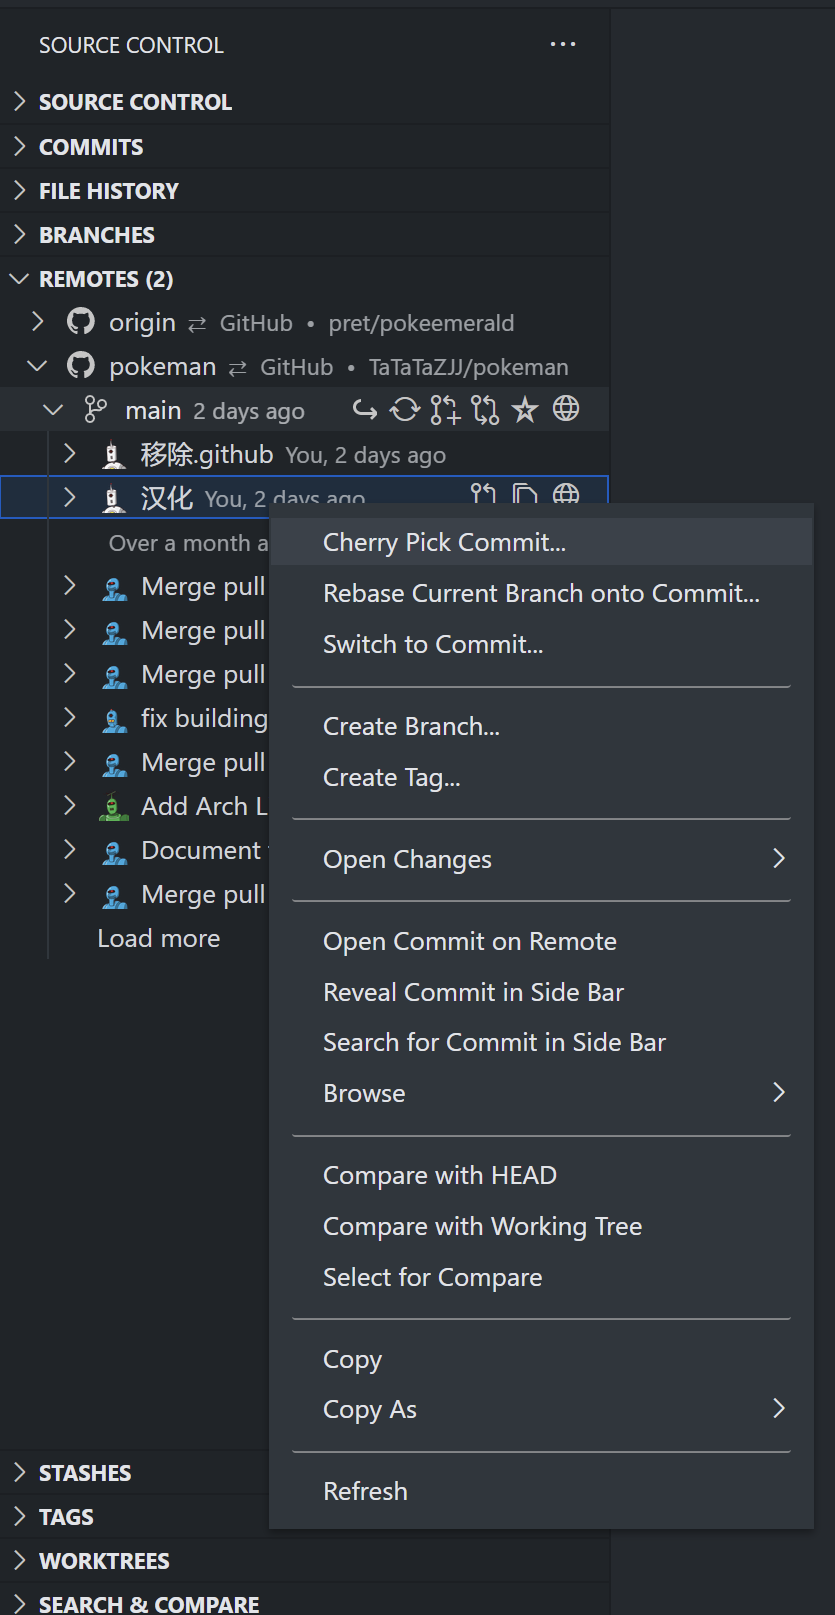 SOURCE CONTROL
SOURCE CONTROL
COMMITS
FILE HISTORY
BRANCHES
REMOTES (2)
origin ⇄ GitHub • pret/pokeemerald
pokeman ⇄ GitHub • TaTaTaZJJ/pokeman
main 2 days ago
移除.github You, 2 days ago
汉化 You, 2 days ago
Over a month a
Merge pull
Merge pull
Merge pull
fix building
Merge pull
Add Arch L
Document
Merge pull
Load more
Cherry Pick Commit...
Rebase Current Branch onto Commit...
Switch to Commit...
Create Branch...
Create Tag...
Open Changes
Open Commit on Remote
Reveal Commit in Side Bar
Search for Commit in Side Bar
Browse
Compare with HEAD
Compare with Working Tree
Select for Compare
Copy
Copy As
Refresh
STASHES
TAGS
WORKTREES
SEARCH & COMPARE